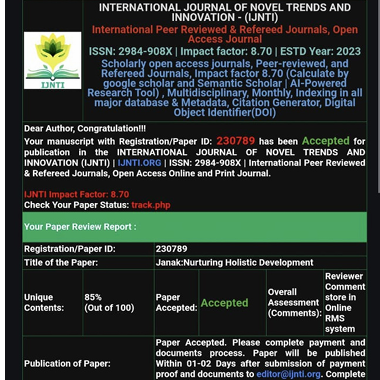 INTERNATIONAL JOURNAL OF NOVEL TRENDS AND
INNOVATION - (IJNTI)
International Peer Reviewed & Refereed Journals, Open
Access Journal
ISSN: 2984-908X | Impact factor: 8.70 | ESTD Year: 2023
Scholarly open access journals, Peer-reviewed, and
Refereed Journals, Impact factor 8.70 (Calculate by
google scholar and Semantic Scholar | AI-Powered
Research Tool) , Multidisciplinary, Monthly, Indexing in all
major database & Metadata, Citation Generator, Digital
Object Identifier(DOI)
IJNTI
Dear Author, Congratulation!!!
Your manuscript with Registration/Paper ID: 230789 has been Accepted for
publication in the INTERNATIONAL JOURNAL OF NOVEL TRENDS AND
INNOVATION (IJNTI) | IJNTI.ORG | ISSN: 2984-908X | International Peer Reviewed
& Refereed Journals, Open Access Online and Print Journal.
IJNTI Impact Factor: 8.70
Check Your Paper Status: track.php
Your Paper Review Report :
Registration/Paper ID: 230789
Title of the Paper: Janak:Nurturing Holistic Development
Unique
Contents:
85%
(Out of 100)
Paper
Accepted:
Accepted
Overall
Assessment
(Comments):
Reviewer
Comment
store in
Online
RMS
system
Publication of Paper:
Paper Accepted. Please complete payment and
documents process. Paper will be published
Within 01-02 Days after submission of payment
proof and documents to editor@ijnti.org. Complete